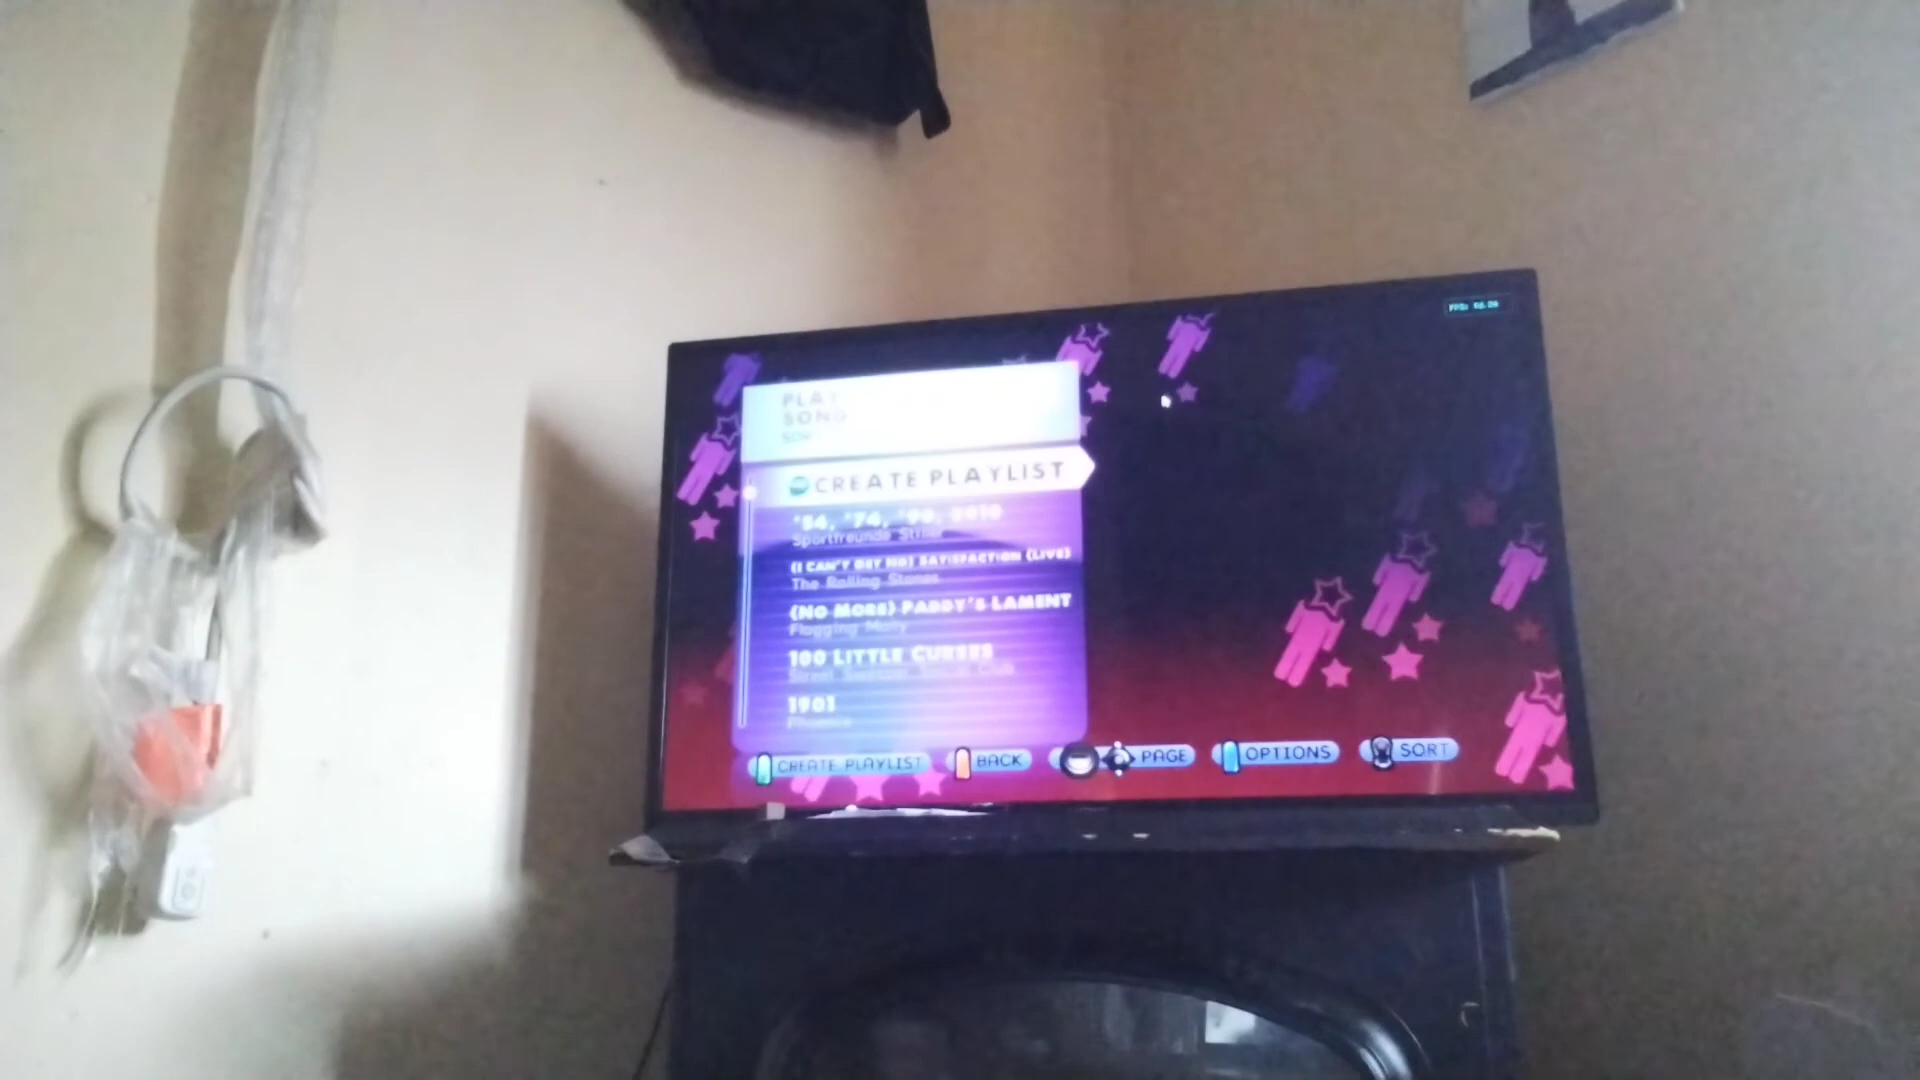 PLAY
SONG
CREATE PLAYLIST
'54, '74, '90, 2010
Sportfreunde Stiller
(I CAN'T GET NO) SATISFACTION (LIVE)
The Rolling Stones
(NO MORE) PADDY'S LAMENT
Flogging Molly
100 LITTLE CURSES
Street Sweeper Social Club
1901
Phoenix
CREATE PLAYLIST BACK PAGE OPTIONS SORT